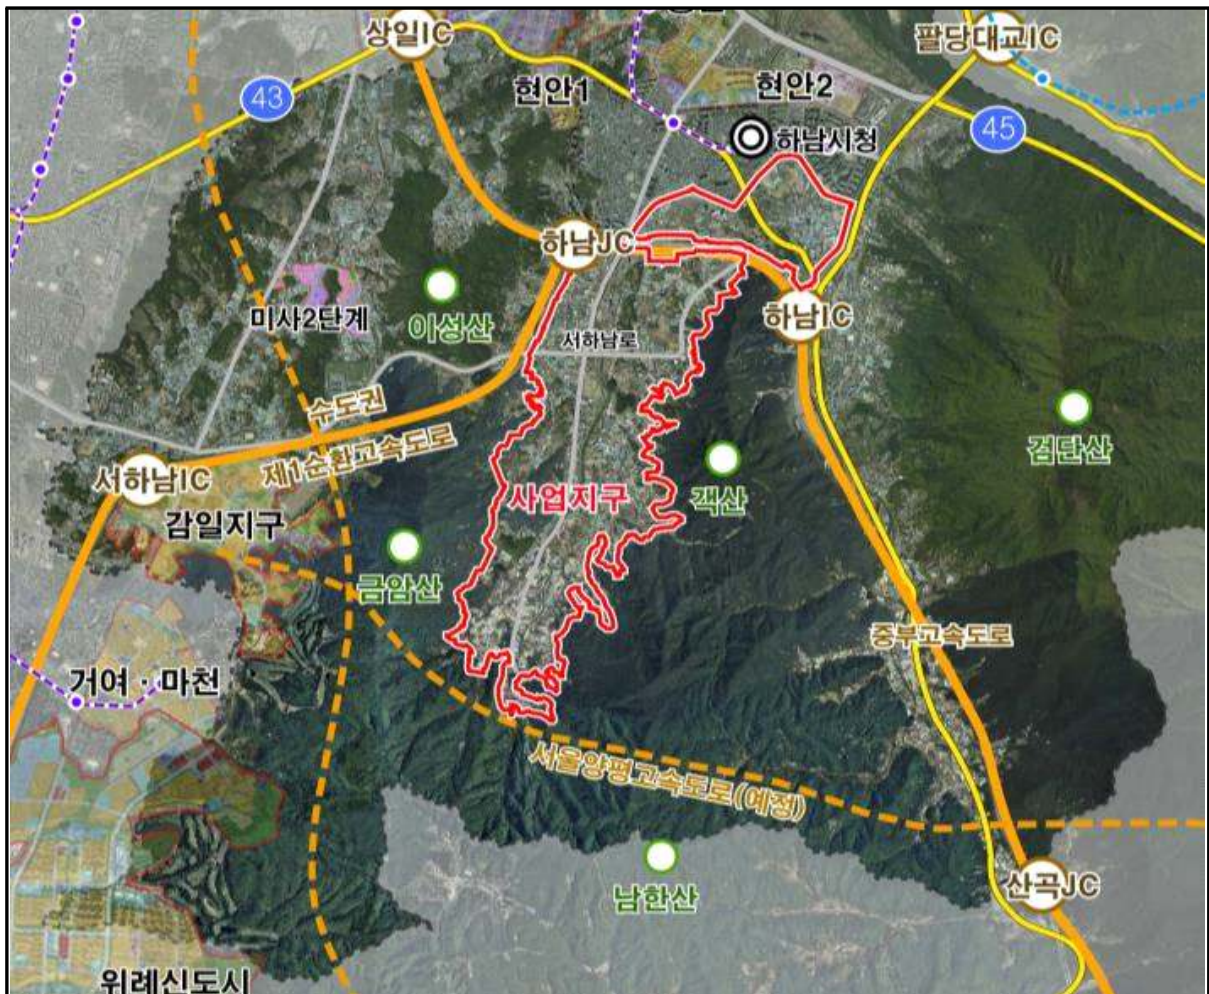 상일IC
팔당대교IC
43
현안1
현안2
45
하남시청
하남JC
미사2단계
이성산
서하남로
하남IC
수도권
제1순환고속도로
검단산
서하남IC
감일지구
사업지구
객산
금암산
중부고속도로
거여 · 마천
서울양평고속도로(예정)
남한산
산곡JC
위례신도시